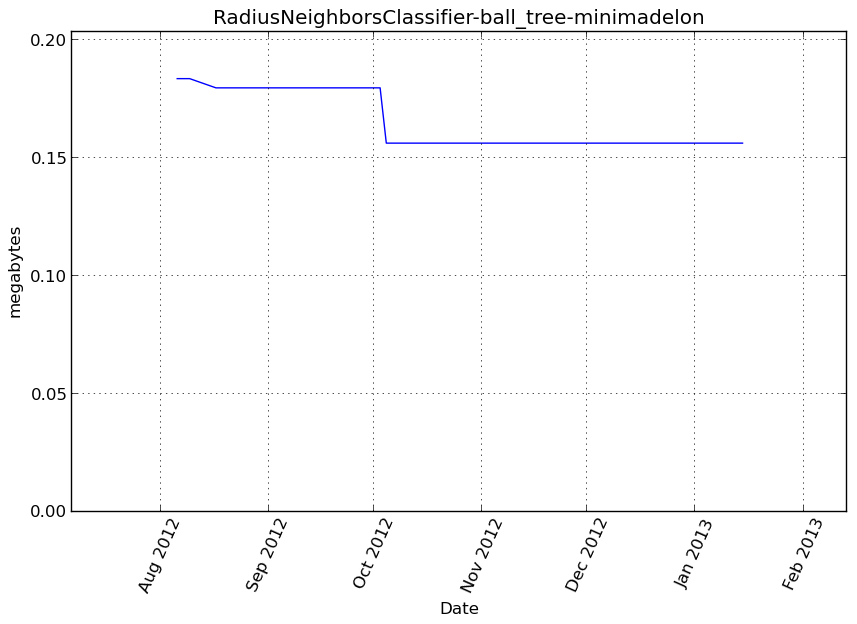 RadiusNeighborsClassifier-ball_tree-minimadelon
0.20
0.15
0.10
0.05
0.00
megabytes
Aug 2012
Sep 2012
Oct 2012
Nov 2012
Dec 2012
Jan 2013
Feb 2013
Date